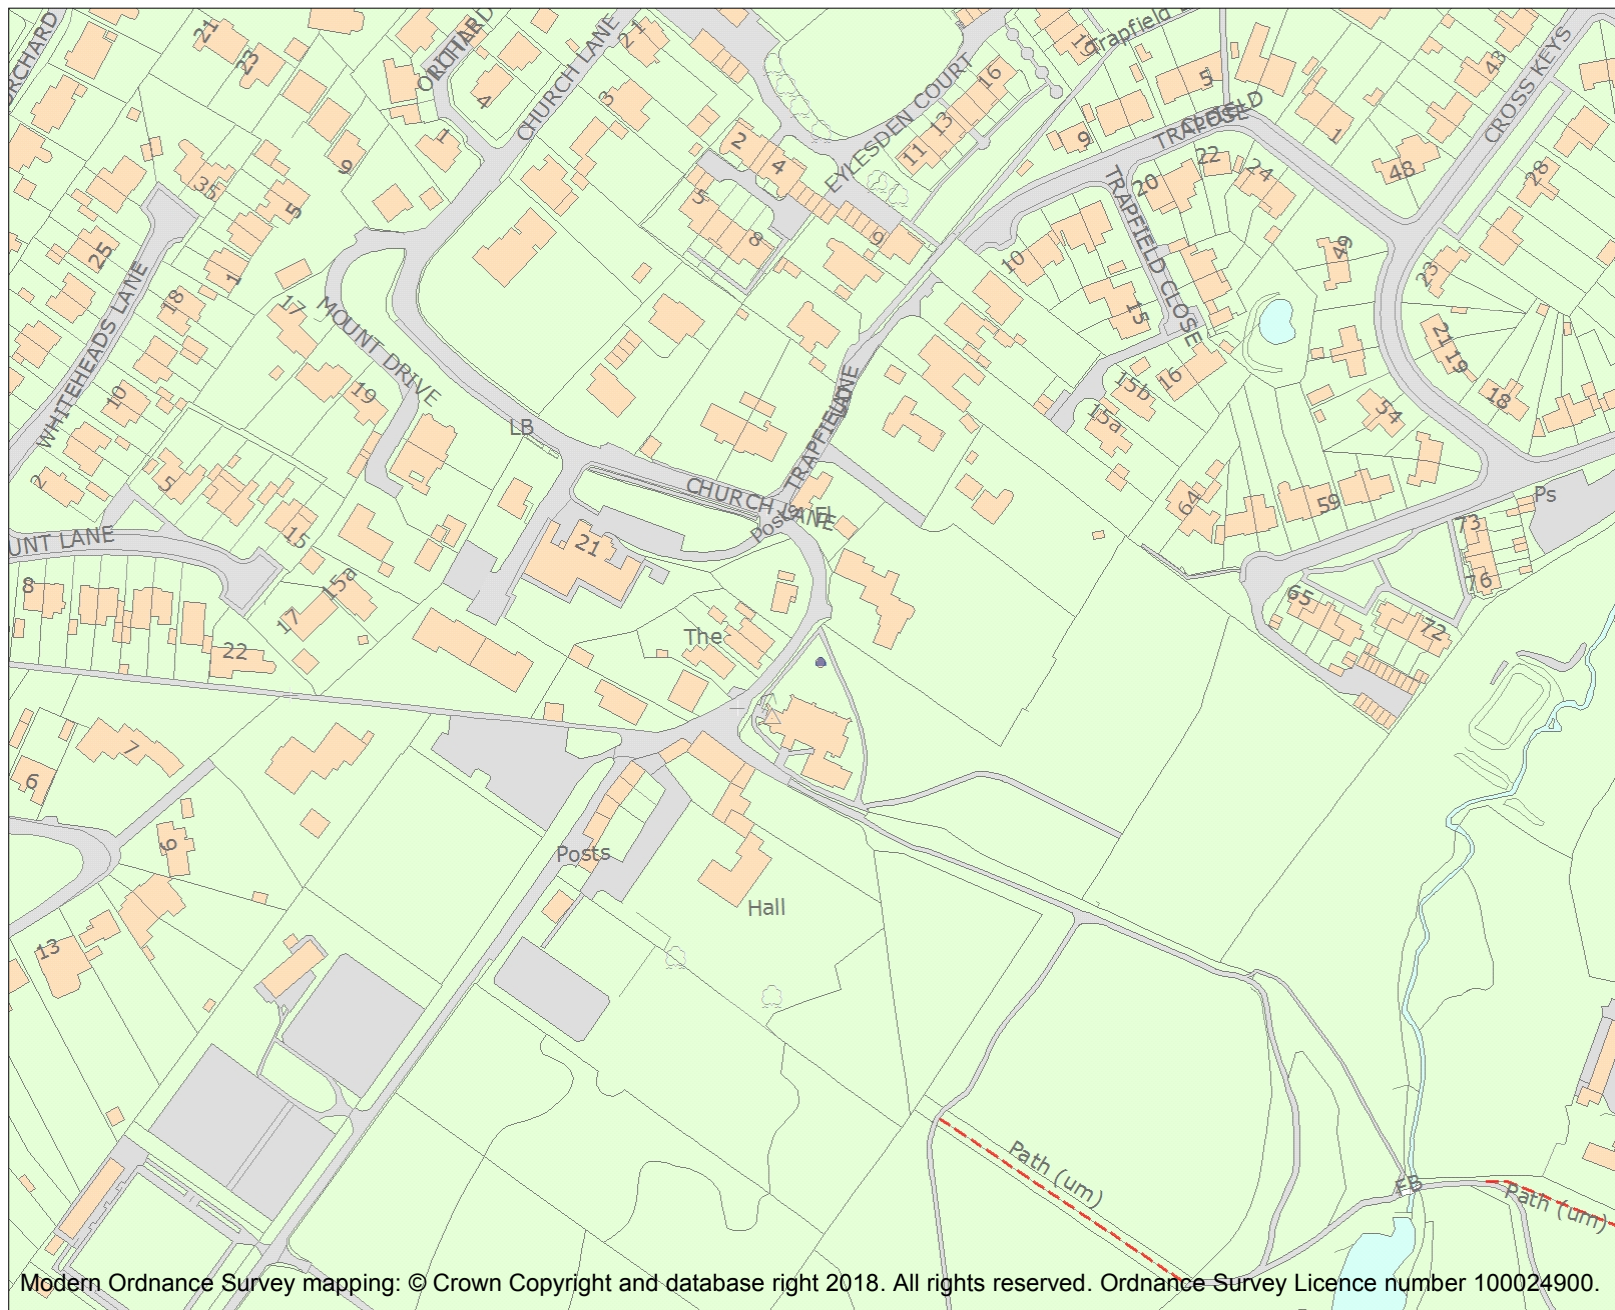 ORCHARD
21
23
ORCHARD
4
1
CHURCH LANE
2 1
3
19
Trapfield
16
13
11
EYLESDEN COURT
5
43
CROSS KEYS
9
TRAPFIELD
CLOSE
1
2
4
5
8
9
22
20
24
48
28
35
9
5
25
1
18
17
WHITEHEADS LANE
MOUNT DRIVE
10
19
TRAPFIELD CLOSE
10
15
49
23
21
19
18
15b
16
15a
54
TRAPFIELD
LANE
LB
CHURCH LANE
Posts
El
2
5
15
21
64
59
Ps
73
76
UNT LANE
8
17
15a
22
The
65
72
7
6
9
Posts
Hall
13
Path (um)
FB
Path (um)
Modern Ordnance Survey mapping: © Crown Copyright and database right 2018. All rights reserved. Ordnance Survey Licence number 100024900.